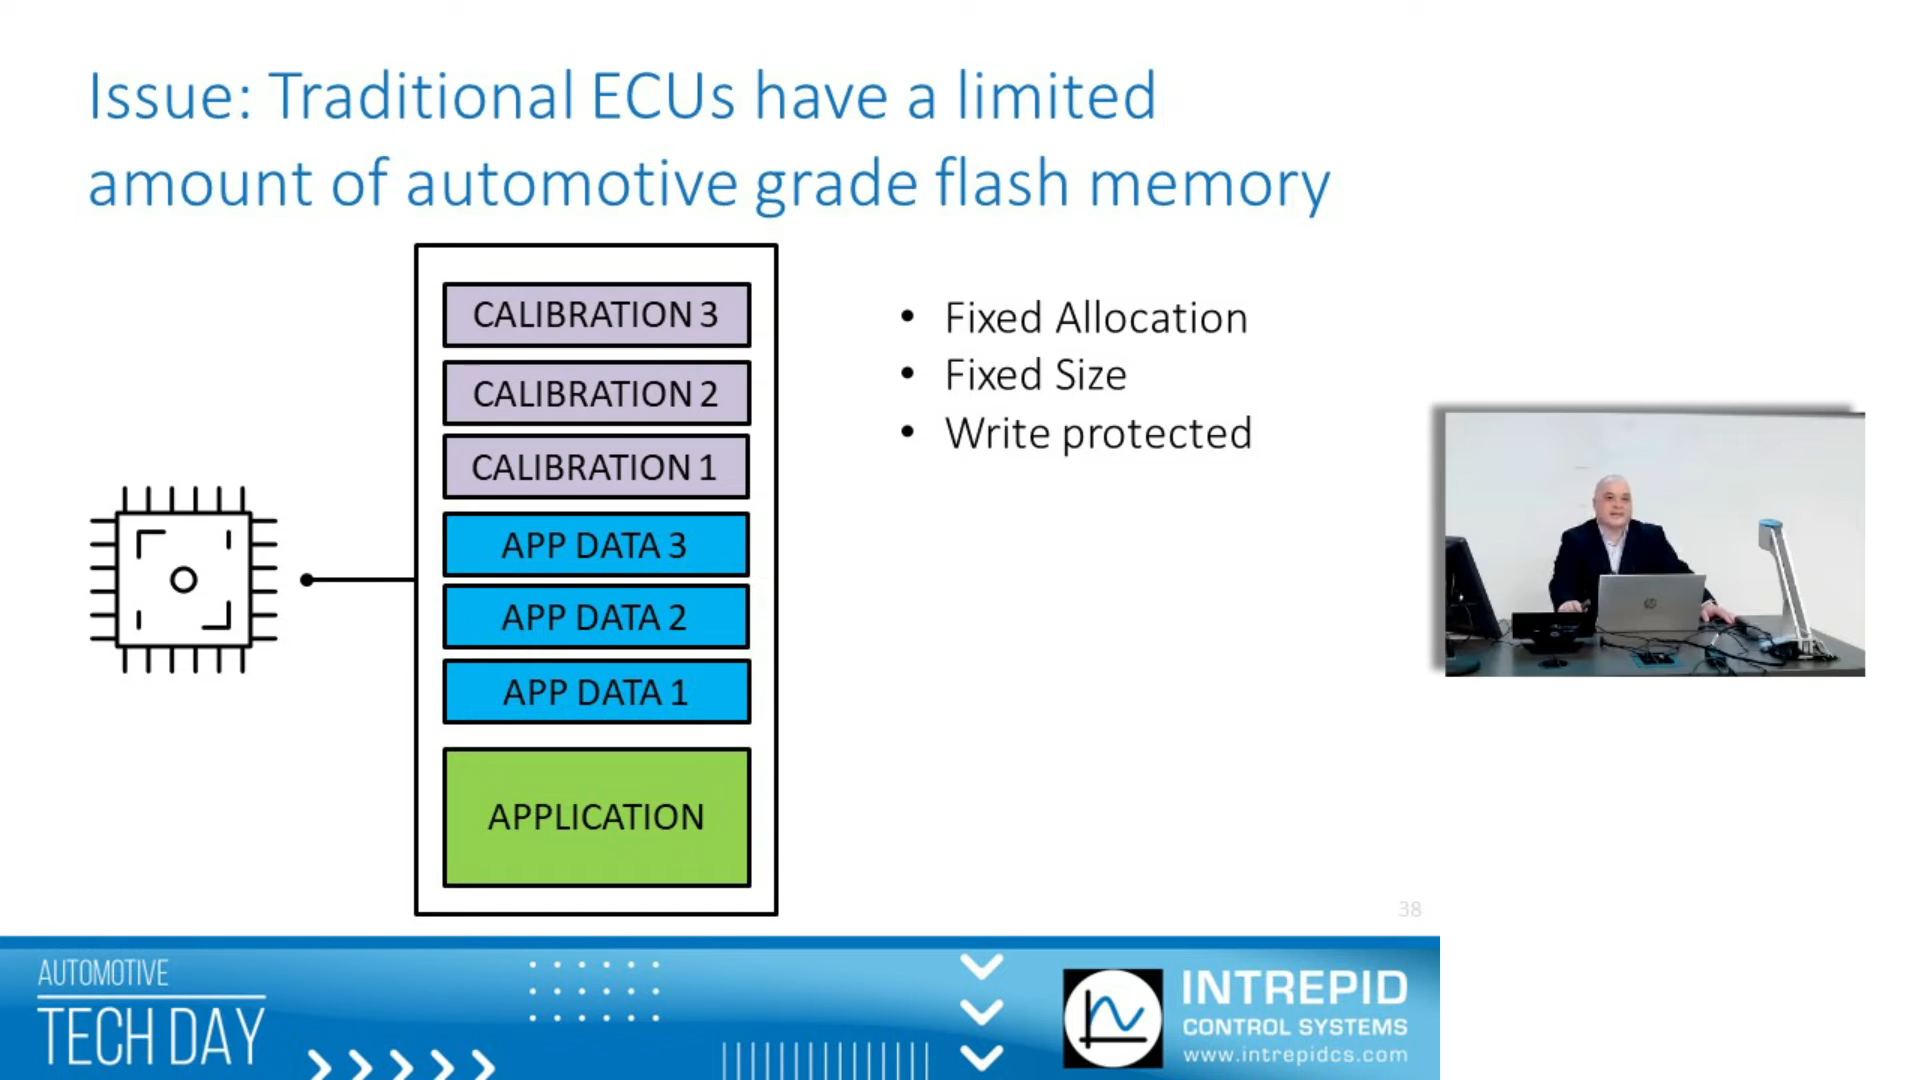 Issue: Traditional ECUs have a limited
amount of automotive grade flash memory
CALIBRATION 3
CALIBRATION 2
CALIBRATION 1
APP DATA 3
APP DATA 2
APP DATA 1
APPLICATION
• Fixed Allocation
• Fixed Size
• Write protected
38
AUTOMOTIVE
TECH DAY
INTREPID
CONTROL SYSTEMS
www.intrepidcs.com